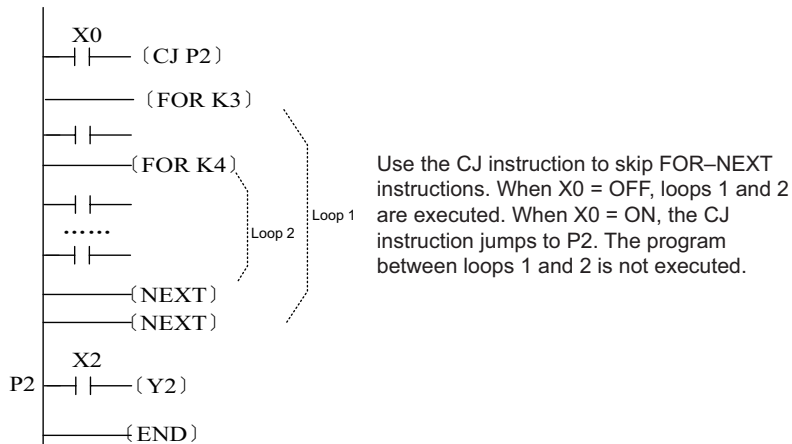 X0
〔CJ P2〕
〔FOR K3〕
〔FOR K4〕
Loop 2
Loop 1
……
〔NEXT〕
〔NEXT〕
X2
P2
〔Y2〕
〔END〕
Use the CJ instruction to skip FOR–NEXT
instructions. When X0 = OFF, loops 1 and 2
are executed. When X0 = ON, the CJ
instruction jumps to P2. The program
between loops 1 and 2 is not executed.